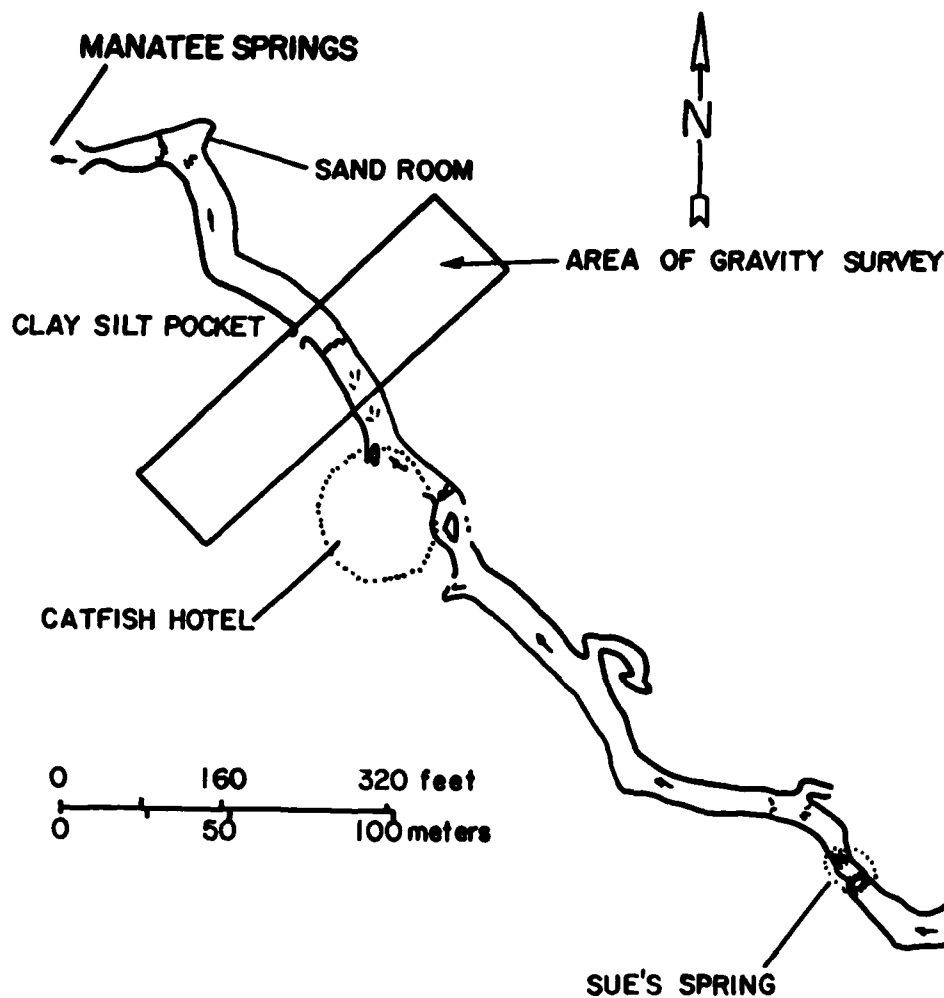 MANATEE SPRINGS
N
SAND ROOM
AREA OF GRAVITY SURVEY
CLAY SILT POCKET
CATFISH HOTEL
0 160 320 feet
0 50 100 meters
SUE'S SPRING